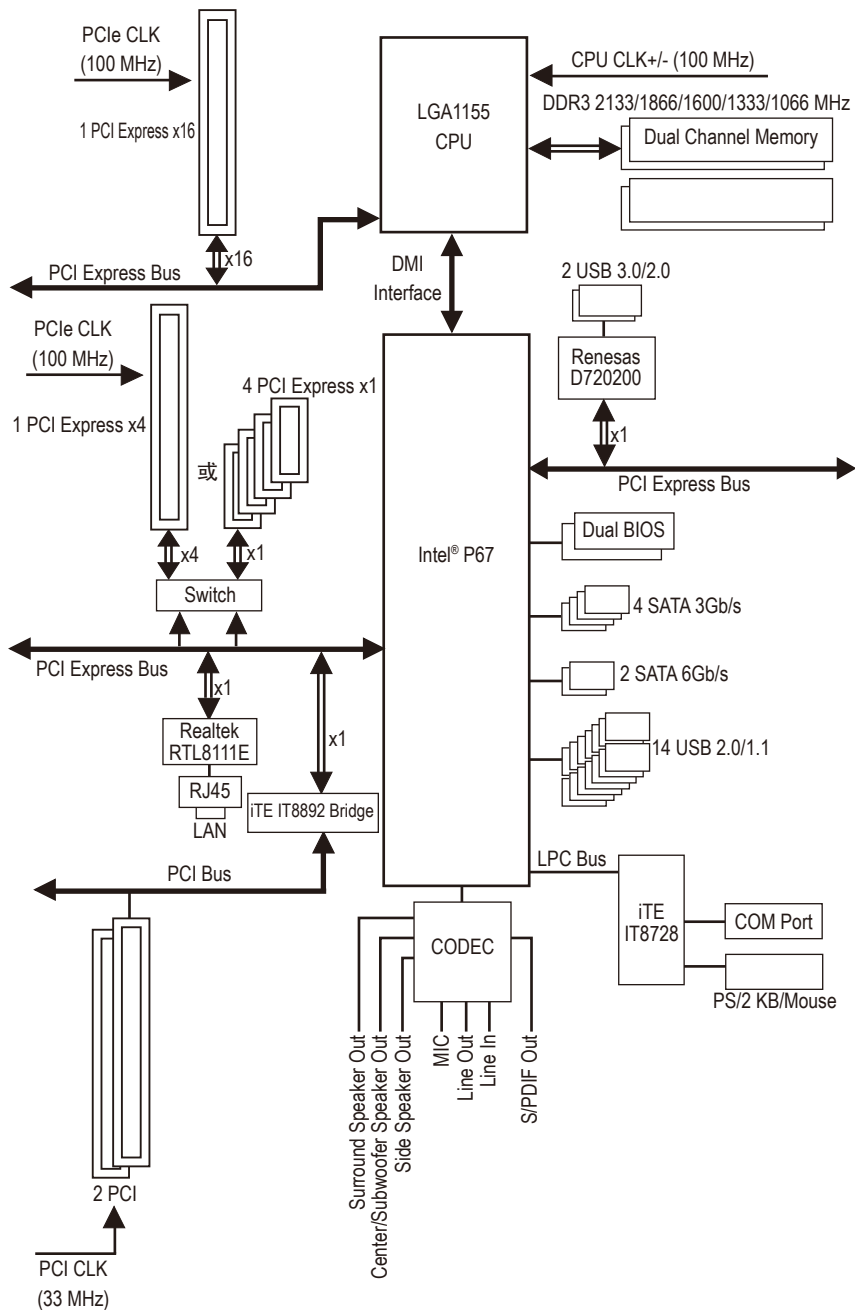 PCIe CLK
(100 MHz)
1 PCI Express x16
x16
PCI Express Bus
LGA1155
CPU
CPU CLK+/- (100 MHz)
DDR3 2133/1866/1600/1333/1066 MHz
Dual Channel Memory
DMI
Interface
2 USB 3.0/2.0
Renesas
D720200
x1
PCI Express Bus
PCIe CLK
(100 MHz)
1 PCI Express x4
4 PCI Express x1
或
x4
x1
Switch
PCI Express Bus
Intel® P67
Dual BIOS
4 SATA 3Gb/s
2 SATA 6Gb/s
14 USB 2.0/1.1
x1
Realtek
RTL8111E
RJ45
LAN
x1
iTE IT8892 Bridge
PCI Bus
LPC Bus
iTE
IT8728
COM Port
PS/2 KB/Mouse
CODEC
Surround Speaker Out
Center/Subwoofer Speaker Out
Side Speaker Out
MIC
Line Out
Line In
S/PDIF Out
2 PCI
PCI CLK
(33 MHz)